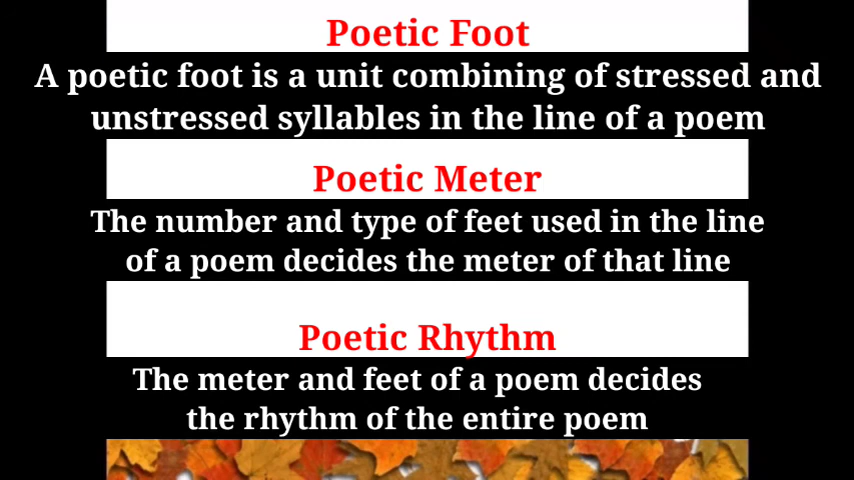 Poetic Foot
A poetic foot is a unit combining of stressed and
unstressed syllables in the line of a poem
Poetic Meter
The number and type of feet used in the line
of a poem decides the meter of that line
Poetic Rhythm
The meter and feet of a poem decides
the rhythm of the entire poem